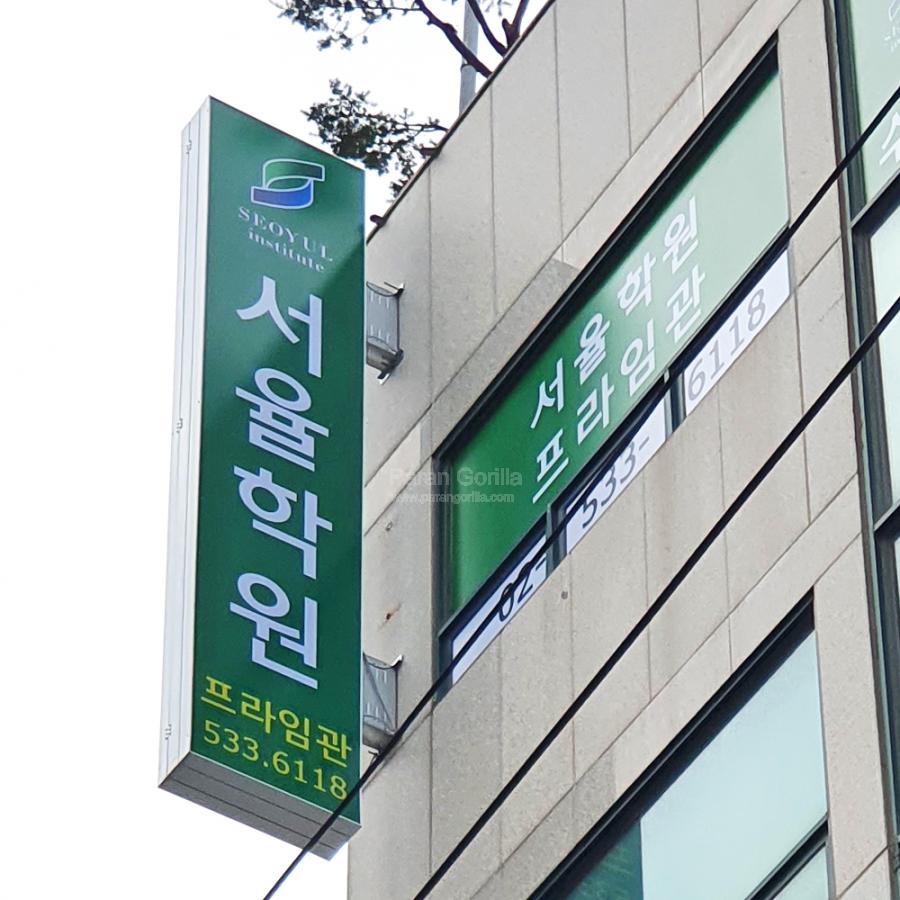 SEOYUL
institute
서율학원
프라임관
533.6118
서율학원
프라임관
02-533-6118
수
Paran Gorilla
www.parangorilla.com